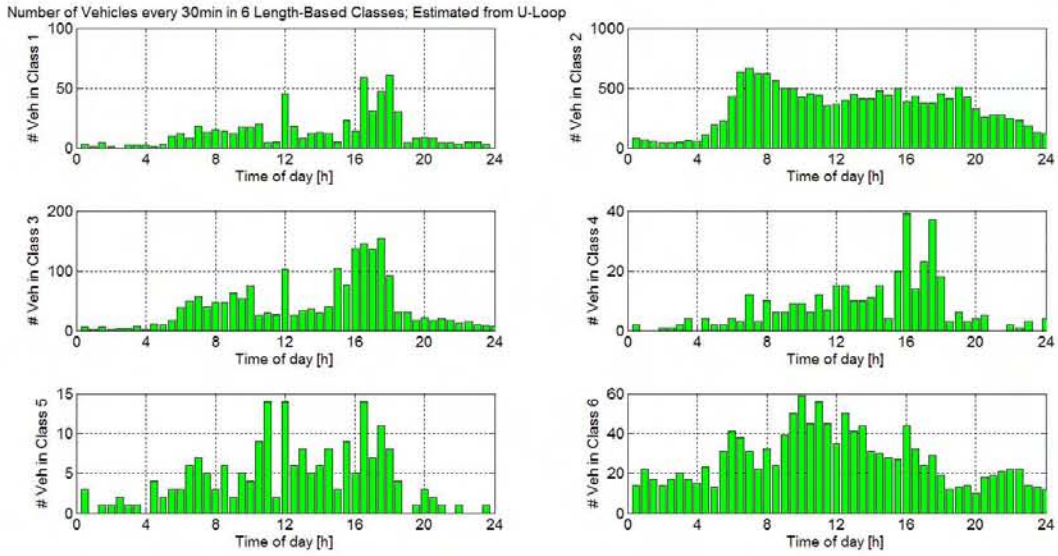 Number of Vehicles every 30min in 6 Length-Based Classes; Estimated from U-Loop
# Veh in Class 1
100
50
0
0 4 8 12 16 20 24
Time of day [h]
# Veh in Class 2
1000
500
0
0 4 8 12 16 20 24
Time of day [h]
# Veh in Class 3
200
100
0
0 4 8 12 16 20 24
Time of day [h]
# Veh in Class 4
40
20
0
0 4 8 12 16 20 24
Time of day [h]
# Veh in Class 5
15
10
5
0
0 4 8 12 16 20 24
Time of day [h]
# Veh in Class 6
60
40
20
0
0 4 8 12 16 20 24
Time of day [h]